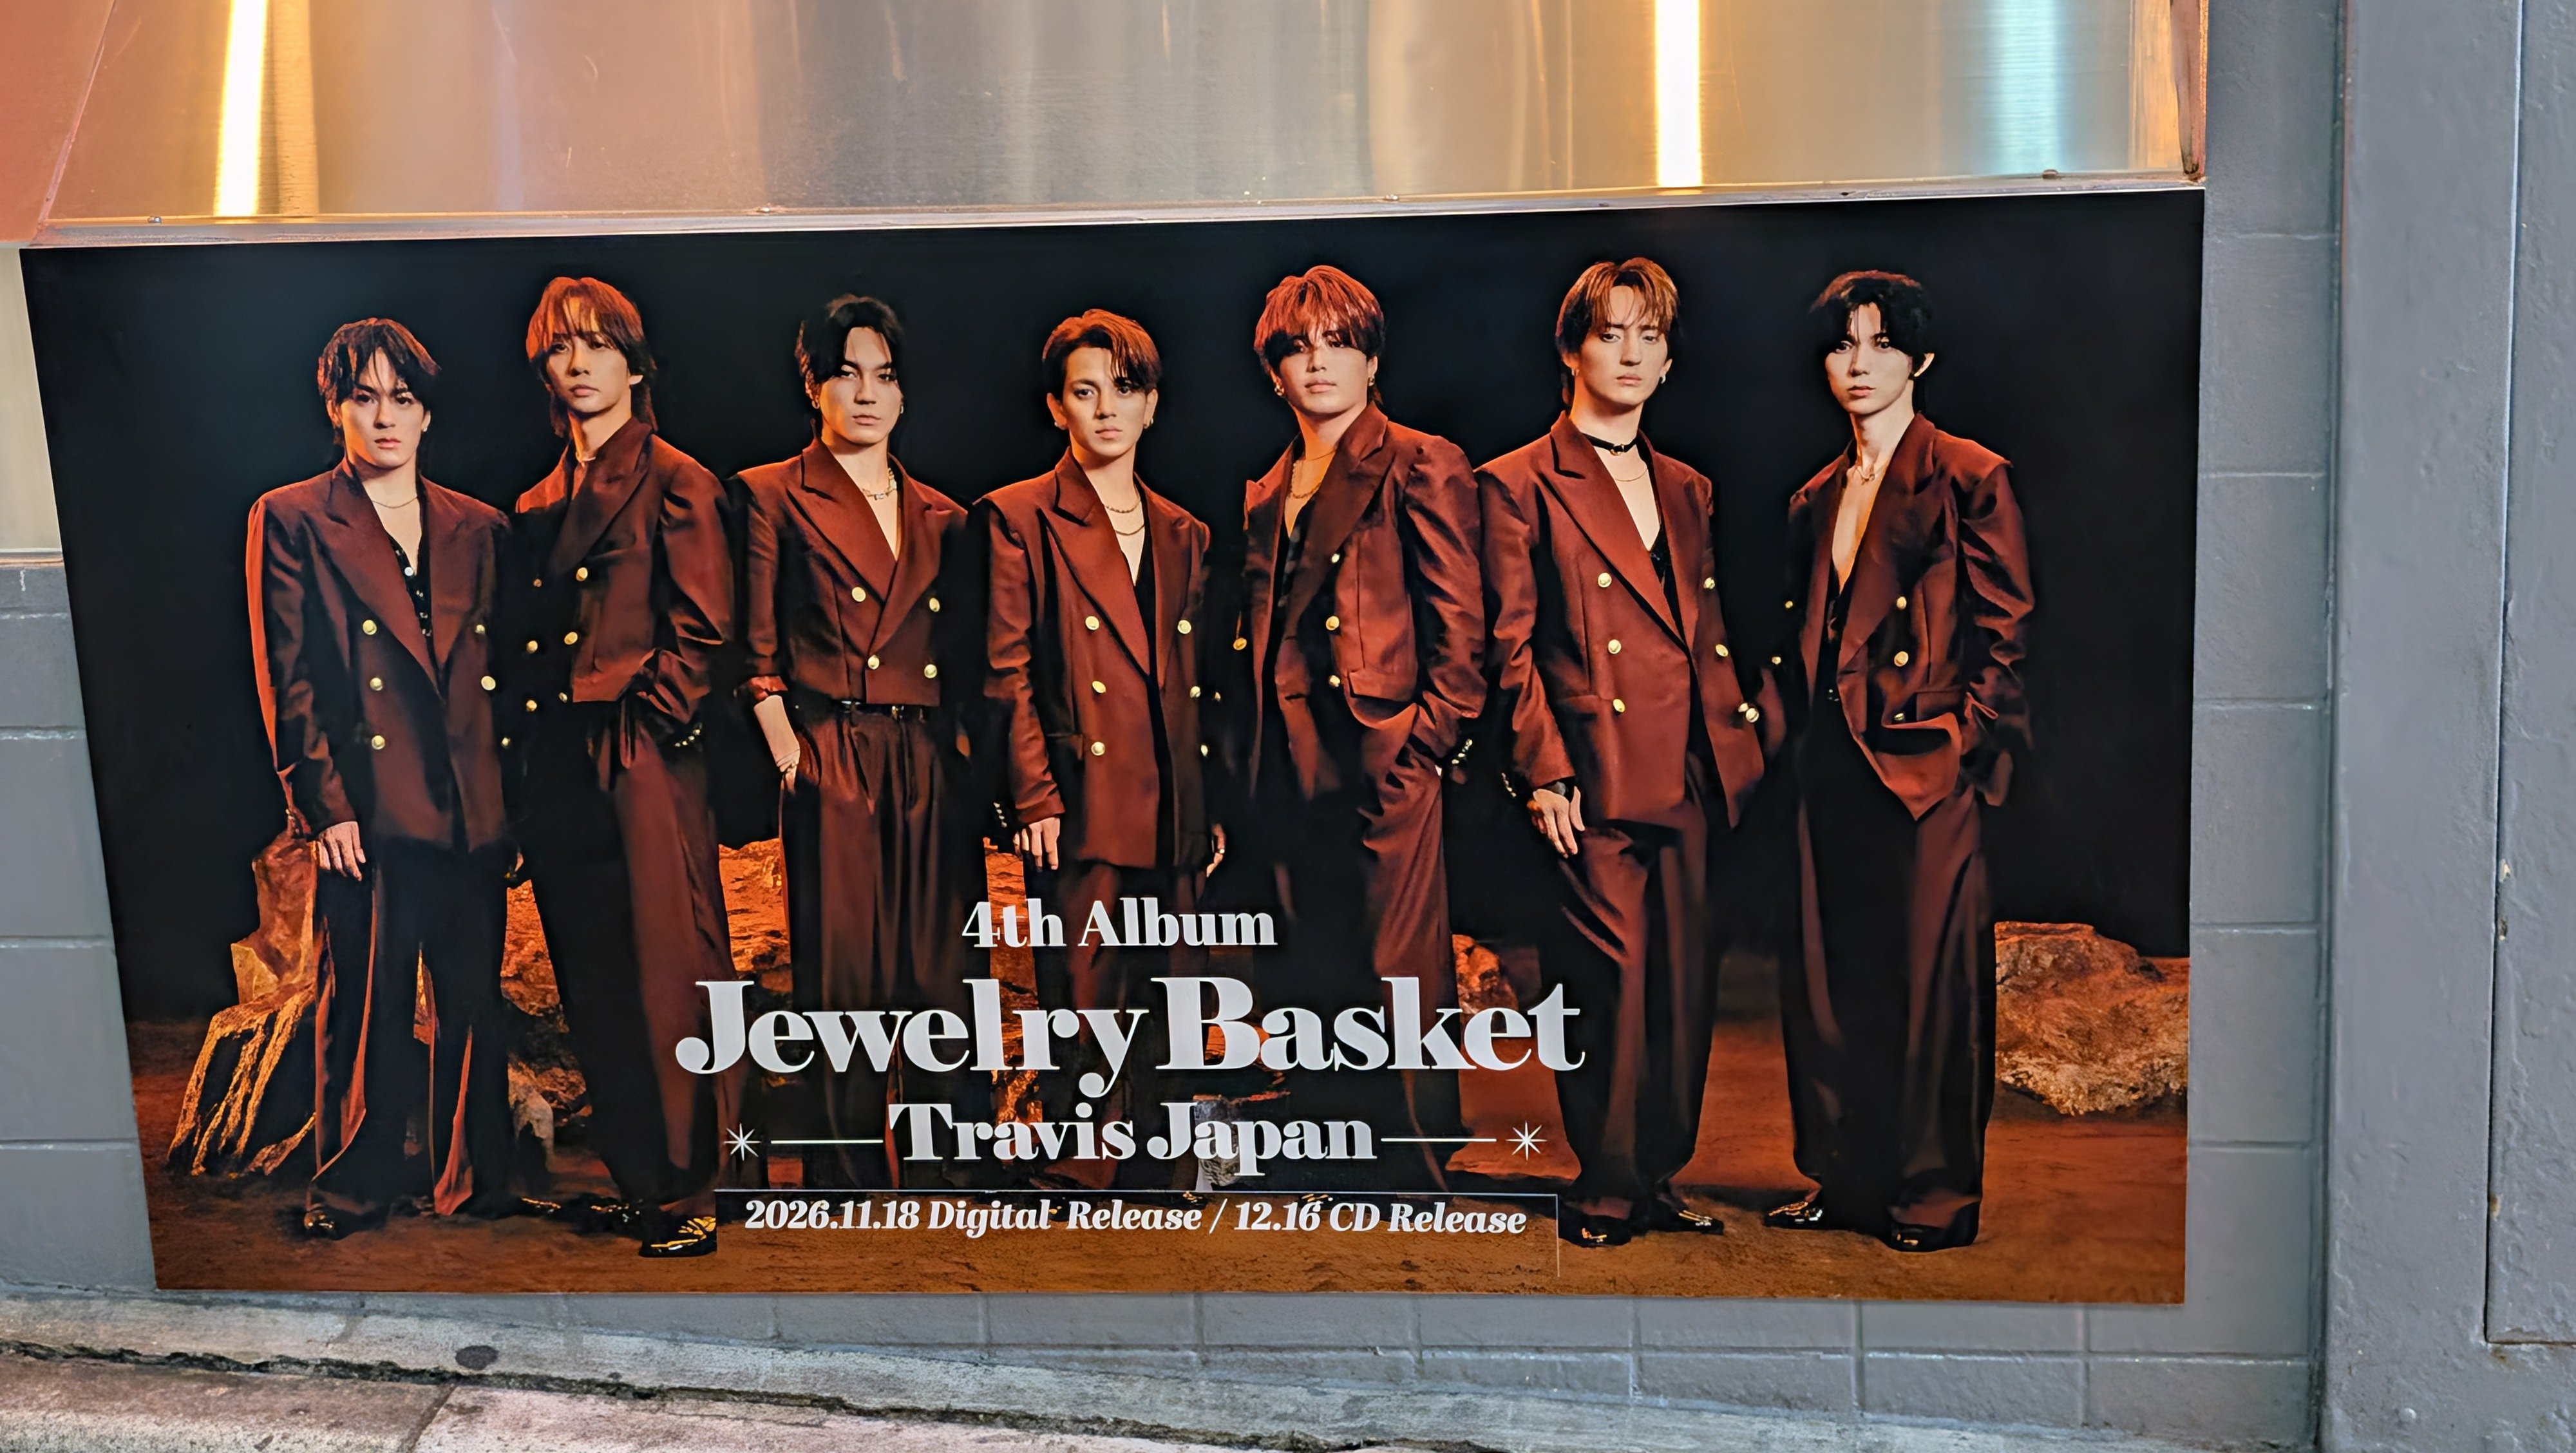 4th Album
Jewelry Basket
Travis Japan
2026.11.18 Digital Release / 12.16 CD Release